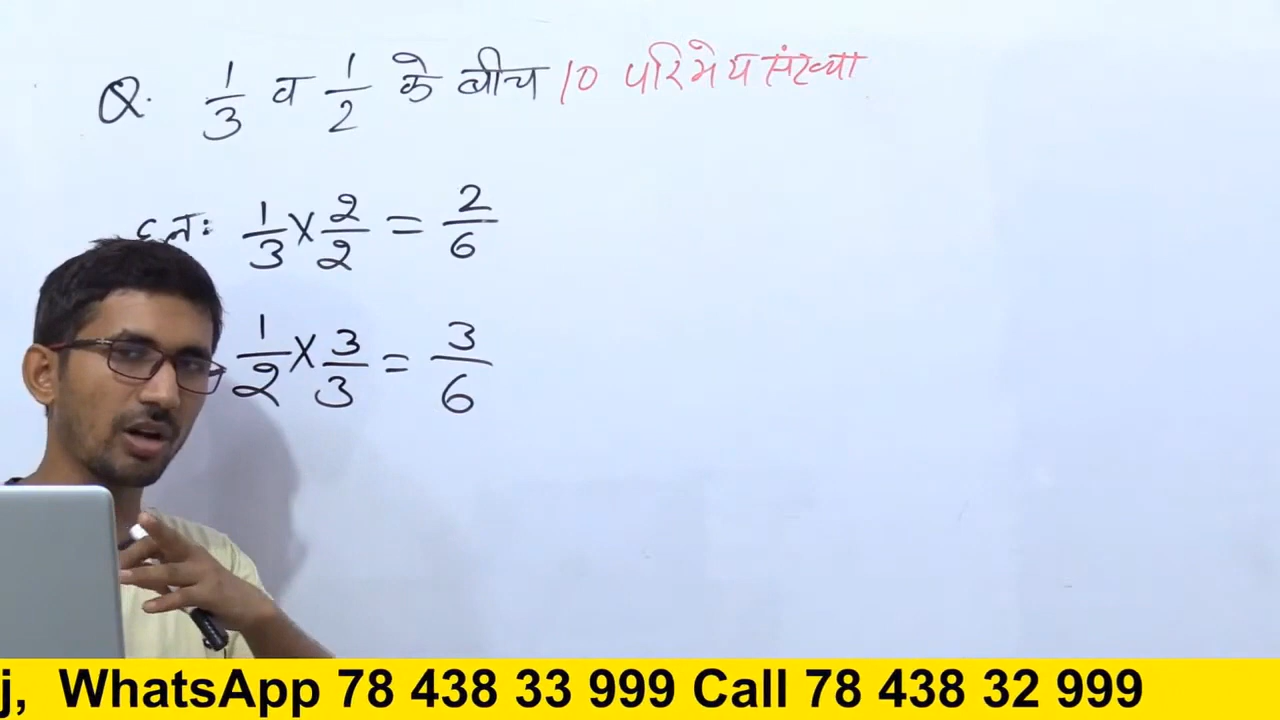 Q. 1/3 व 1/2 के बीच 10 परिमेय संख्या
हल: 1/3 × 2/2 = 2/6
1/2 × 3/3 = 3/6
j, WhatsApp 78 438 33 999 Call 78 438 32 999